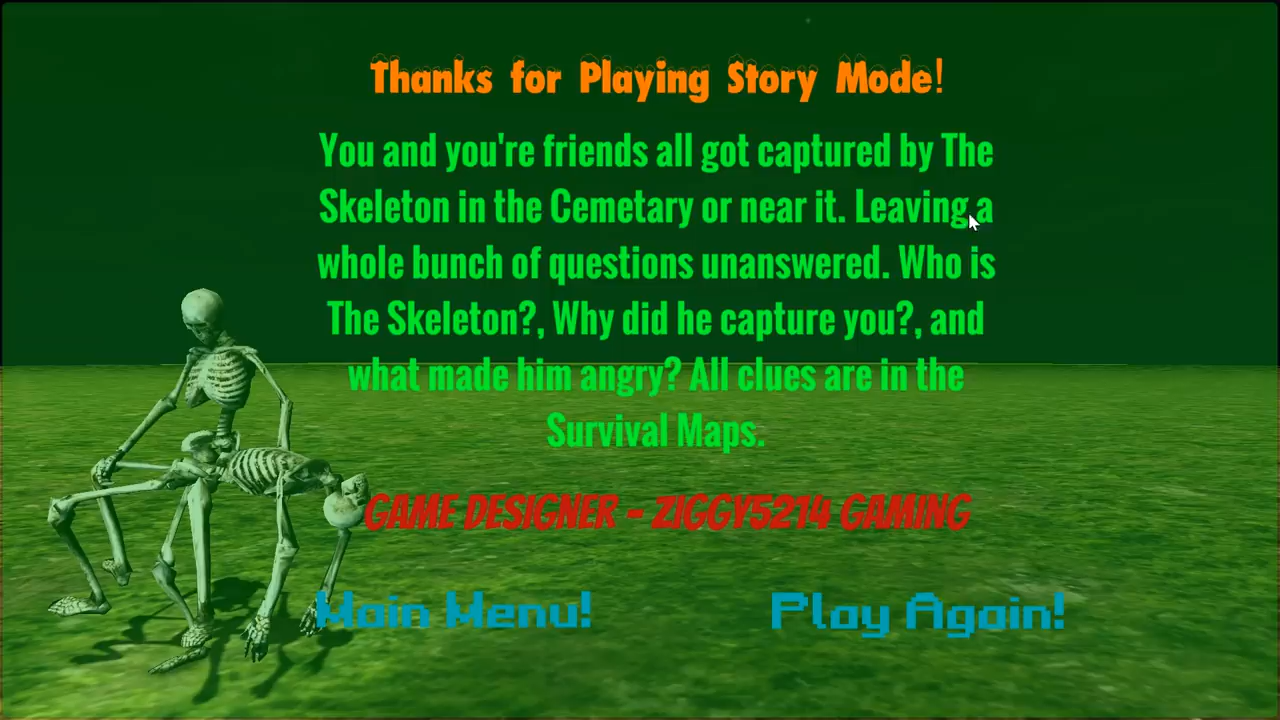 Thanks for Playing Story Mode!
You and you're friends all got captured by The
Skeleton in the Cemetary or near it. Leaving a
whole bunch of questions unanswered. Who is
The Skeleton?, Why did he capture you?, and
what made him angry? All clues are in the
Survival Maps.
GAME DESIGNER - ZIGGY5214 GAMING
Main Menu!
Play Again!